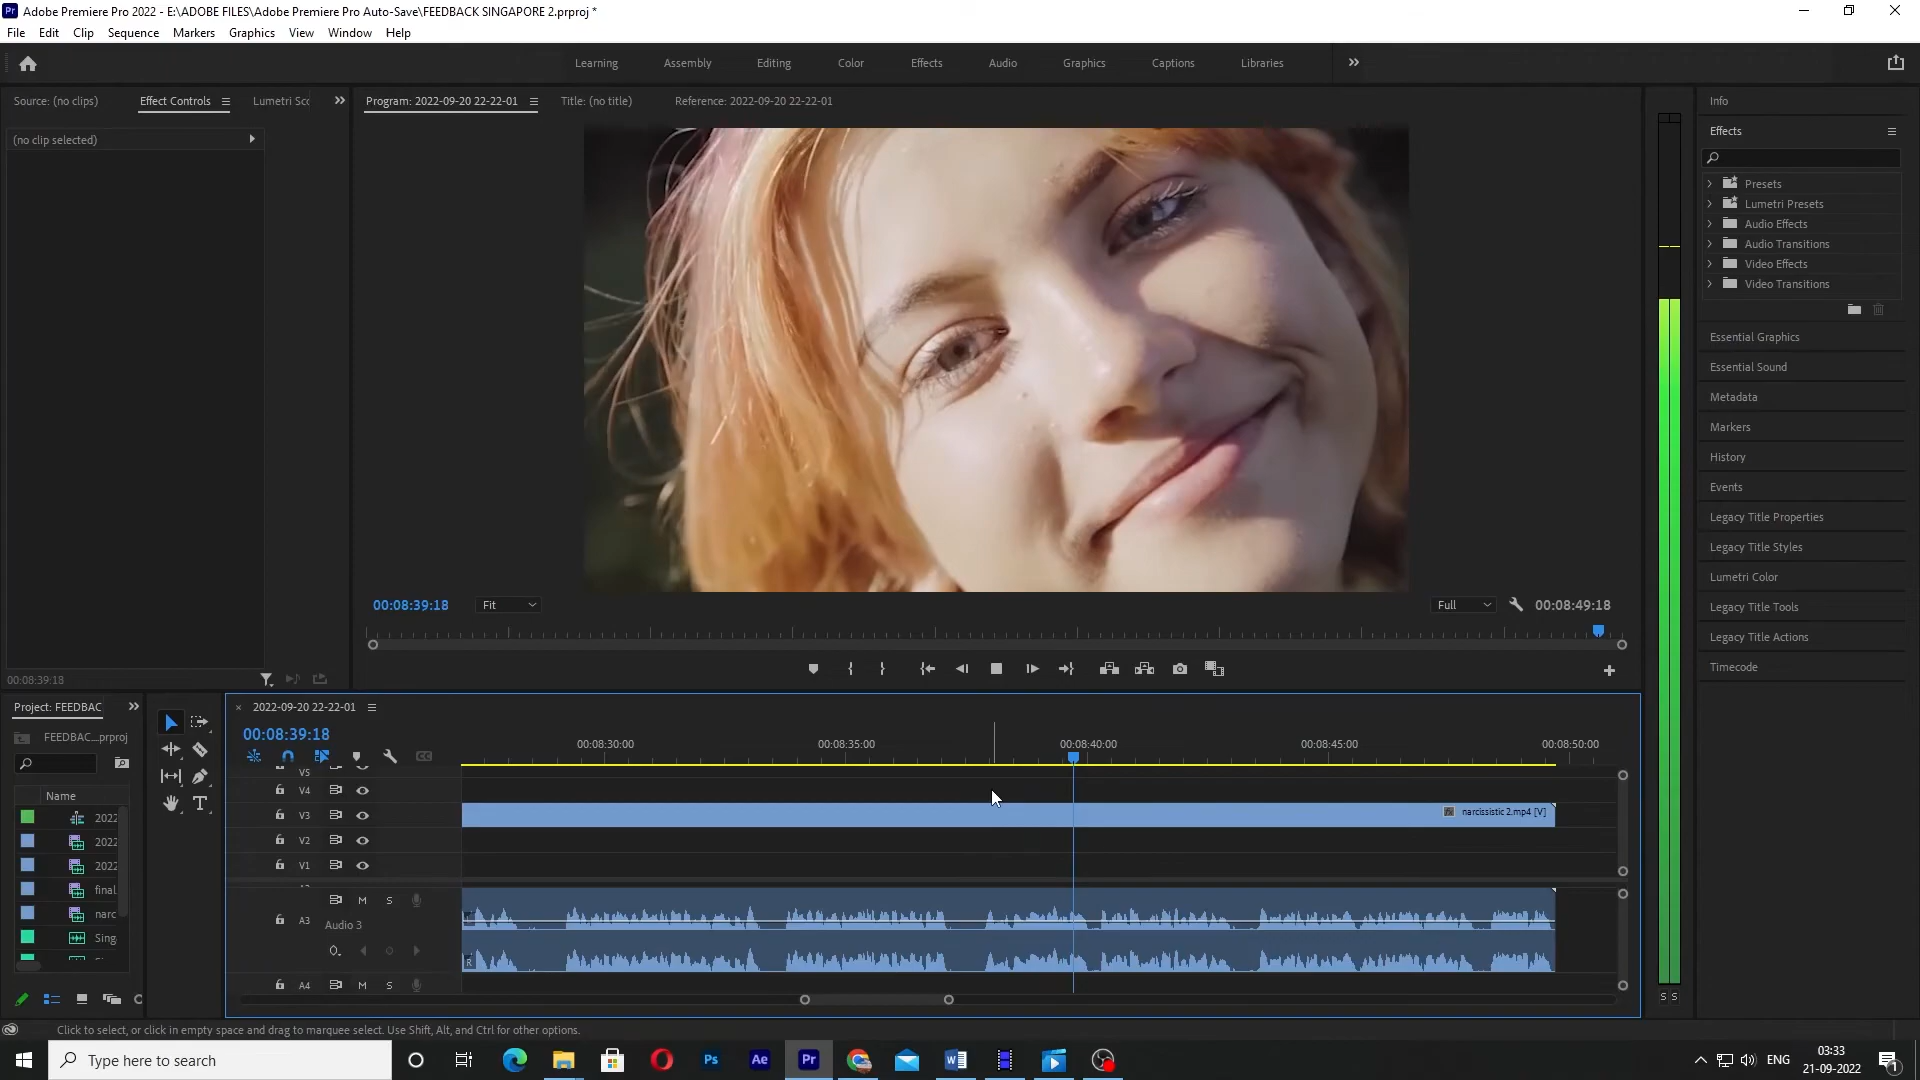 Adobe Premiere Pro 2022 - E:\ADOBE FILES\Adobe Premiere Pro Auto-Save\FEEDBACK SINGAPORE 2.prproj *
File Edit Clip Sequence Markers Graphics View Window Help
Learning Assembly Editing Color Effects Audio Graphics Captions Libraries
Source: (no clips) Effect Controls Lumetri Sco
Program: 2022-09-20 22-22-01 Title: (no title) Reference: 2022-09-20 22-22-01
(no clip selected)
00:08:39:18 Fit Full 00:08:49:18
00:08:39:18
Info
Effects
Presets
Lumetri Presets
Audio Effects
Audio Transitions
Video Effects
Video Transitions
Essential Graphics
Essential Sound
Metadata
Markers
History
Events
Legacy Title Properties
Legacy Title Styles
Lumetri Color
Legacy Title Tools
Legacy Title Actions
Timecode
S S
Project: FEEDBAC
FEEDBAC...prproj
Name
2022
2022
2022
final
narc
Sing
2022-09-20 22-22-01
00:08:39:18
00:08:30:00 00:08:35:00 00:08:40:00 00:08:45:00 00:08:50:00
V5
V4
V3 narcissistic 2.mp4 [V]
V2
V1
M S
A3 Audio 3
R
A4 M S
Click to select, or click in empty space and drag to marquee select. Use Shift, Alt, and Ctrl for other options.
Type here to search
ENG
03:33
21-09-2022